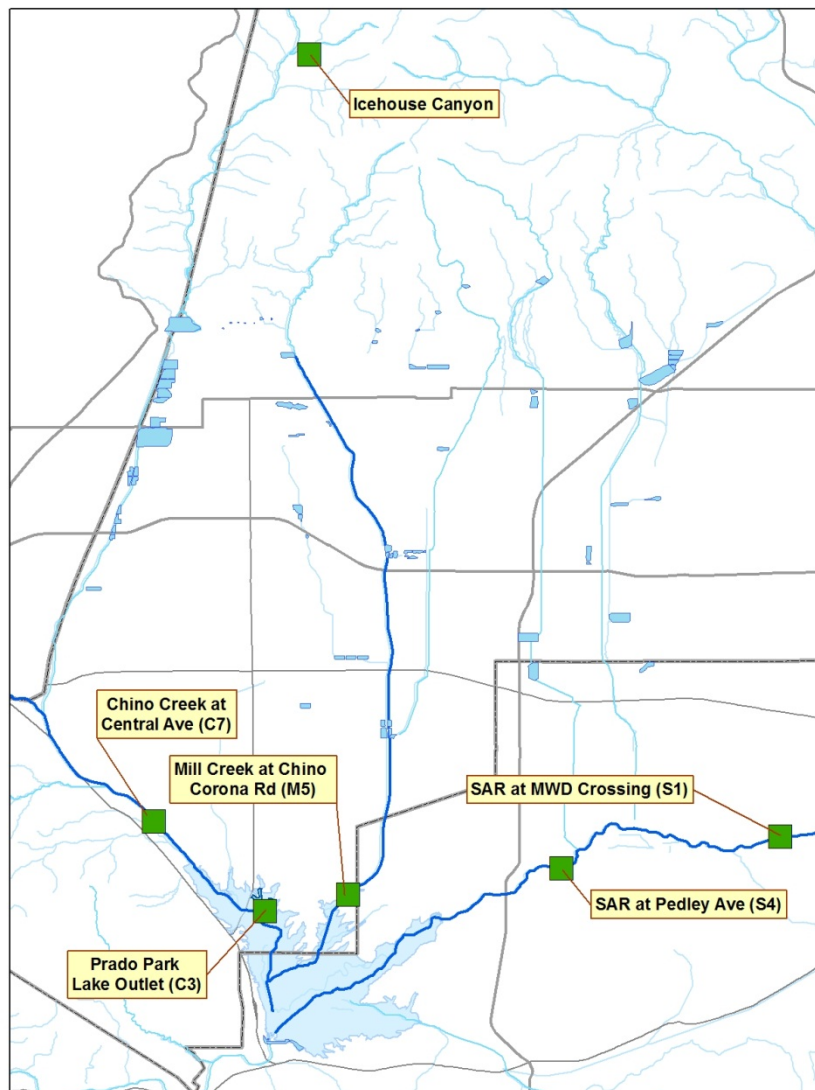 Icehouse Canyon
Chino Creek at
Central Ave (C7)
Mill Creek at Chino
Corona Rd (M5)
SAR at MWD Crossing (S1)
SAR at Pedley Ave (S4)
Prado Park
Lake Outlet (C3)